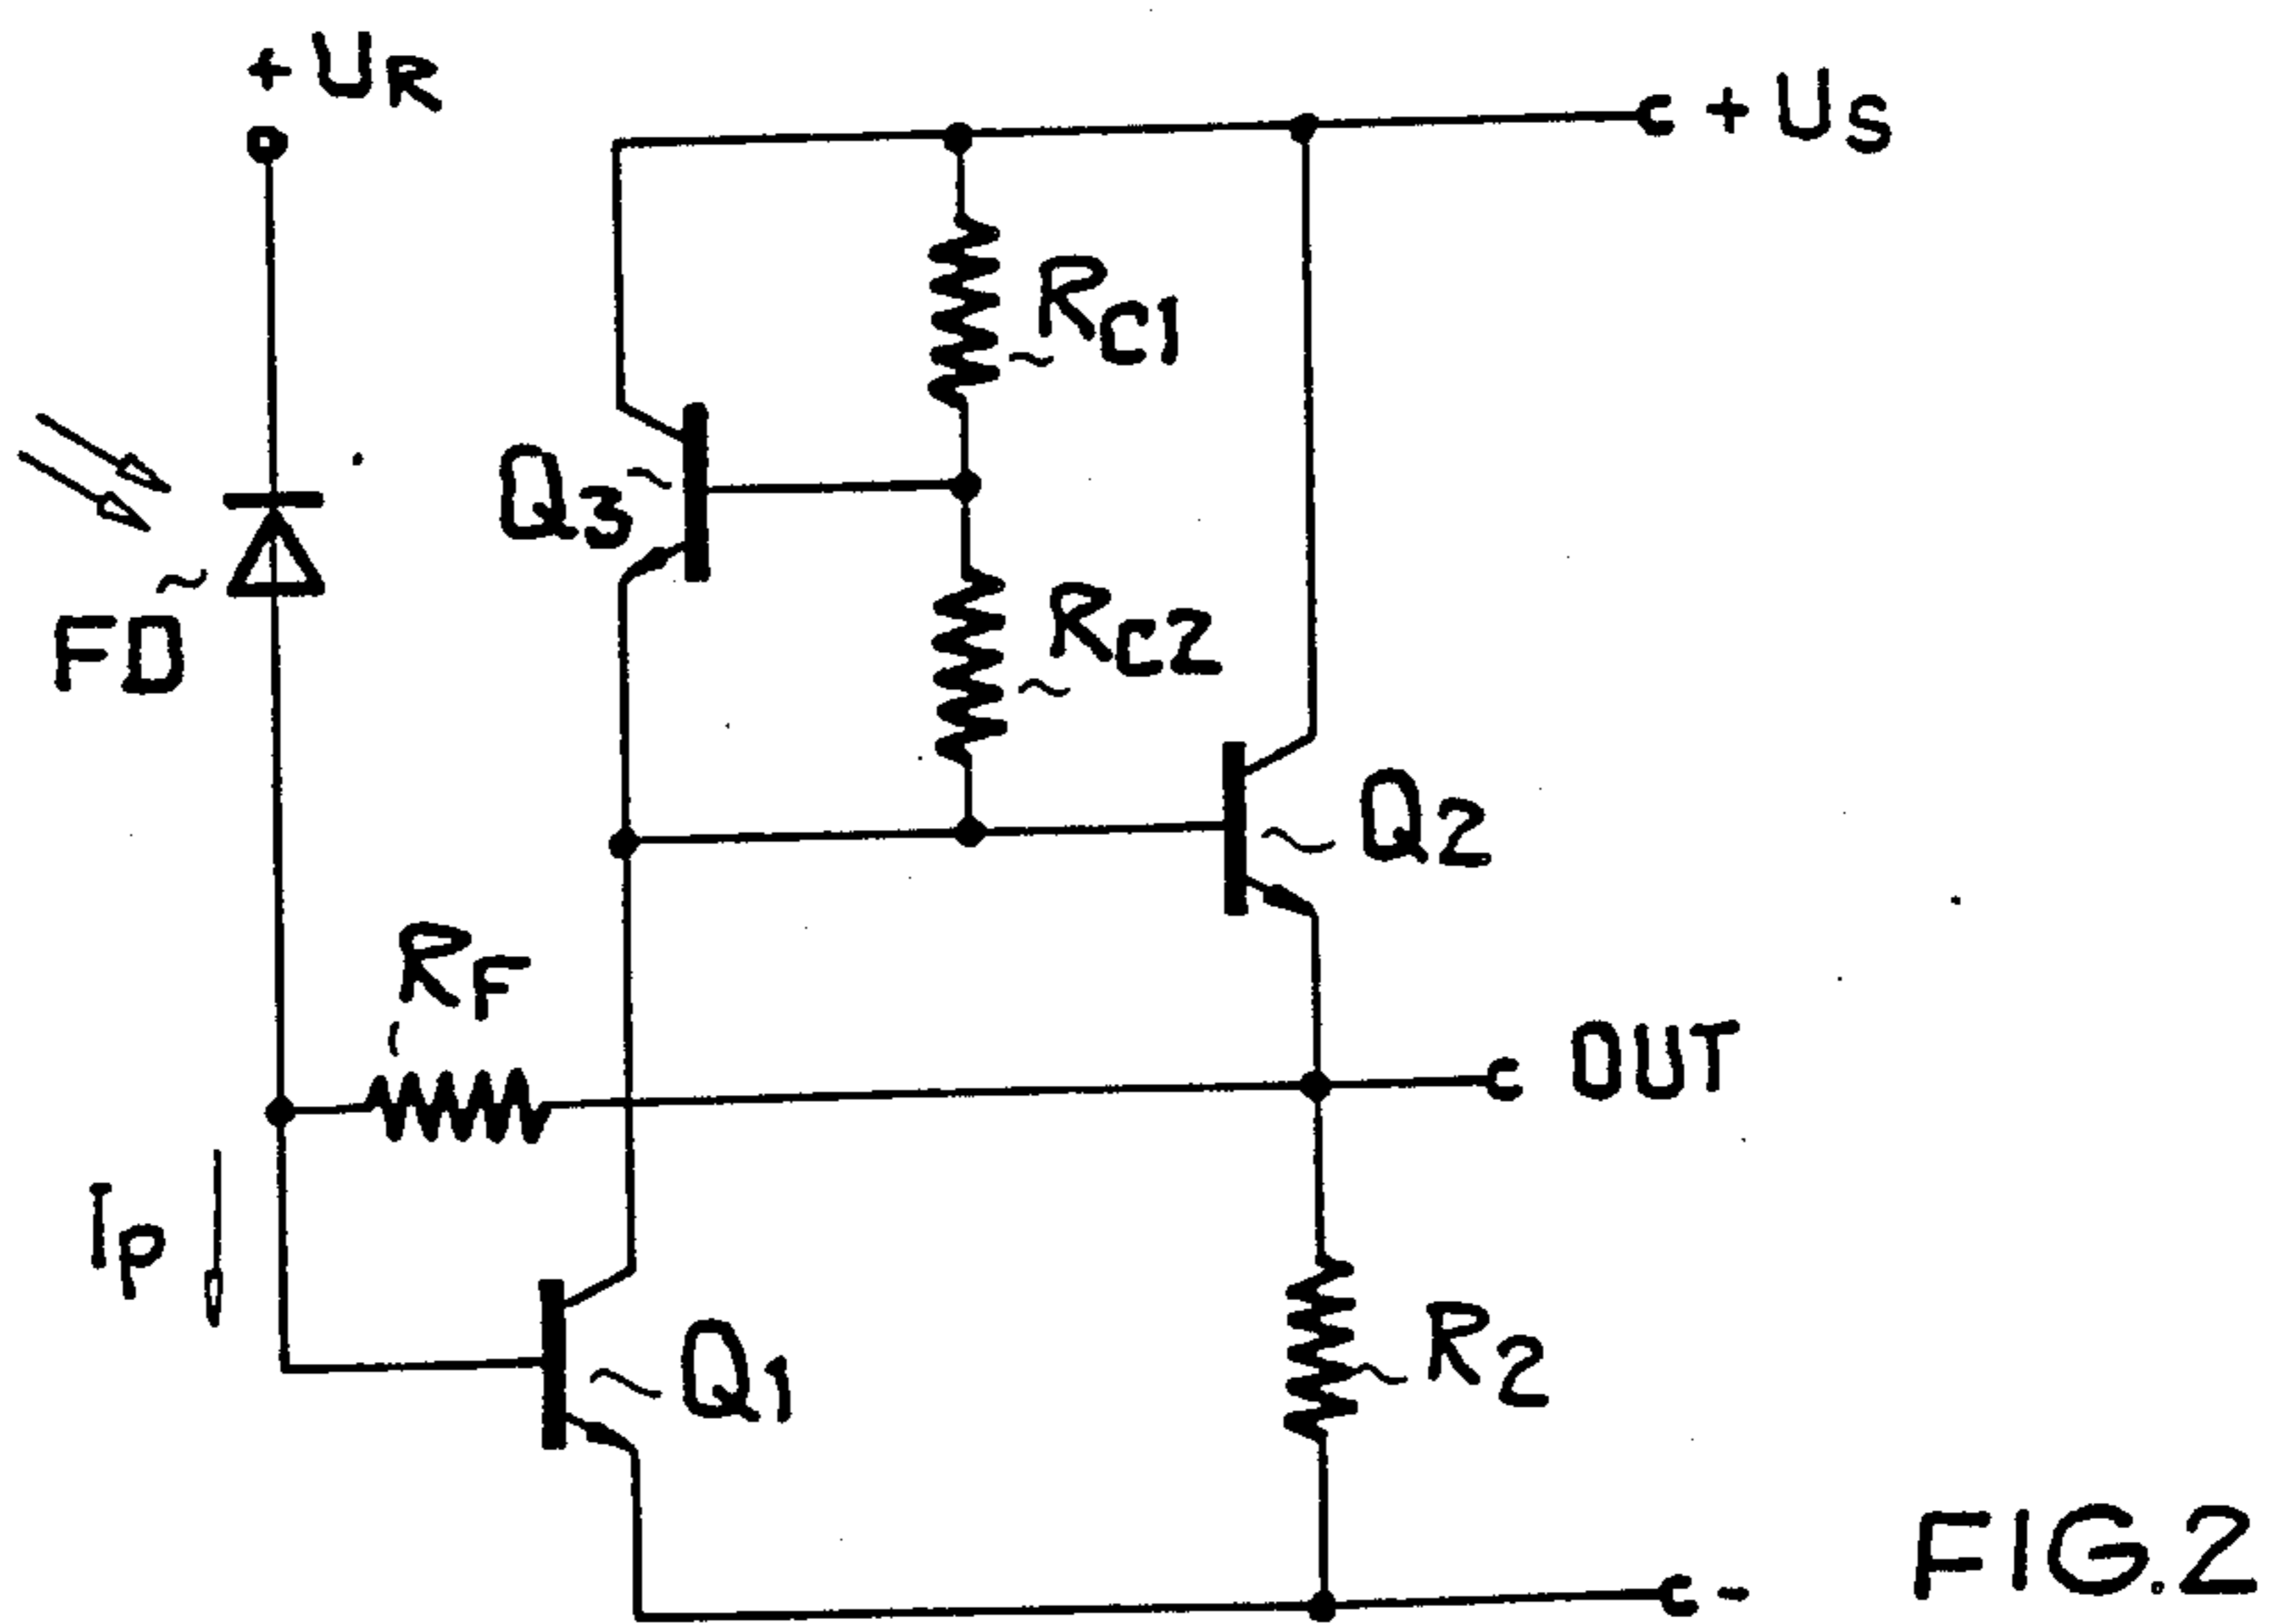 + UR
+ US
RC1
Q3
RC2
FD
Q2
RF
OUT
IP
Q1
R2
FIG.2
-